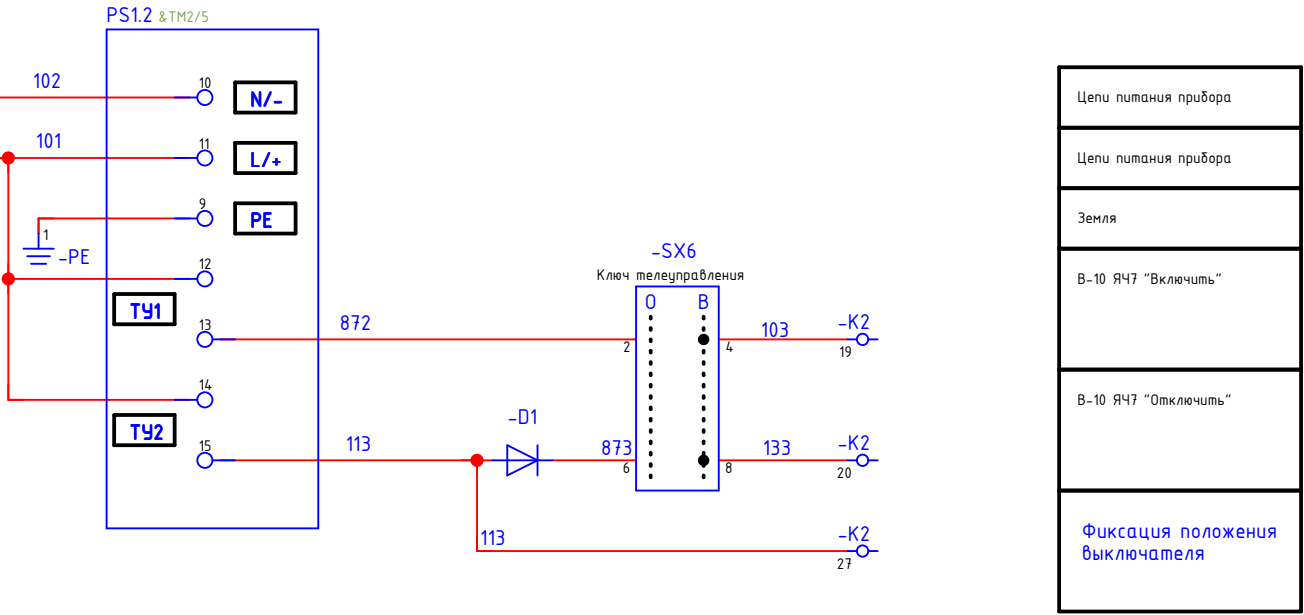 PS1.2 &TM2/5
102
10
N/-
Цепи питания прибора
101
11
L/+
Цепи питания прибора
9
PE
Земля
1
-PE
12
-SX6
Ключ телеуправления
В-10 ЯЧ7 "Включить"
ТУ1
O
B
13
872
2
4
103
-K2
19
14
В-10 ЯЧ7 "Отключить"
ТУ2
-D1
15
113
873
6
8
133
-K2
20
113
-K2
27
Фиксация положения
выключателя